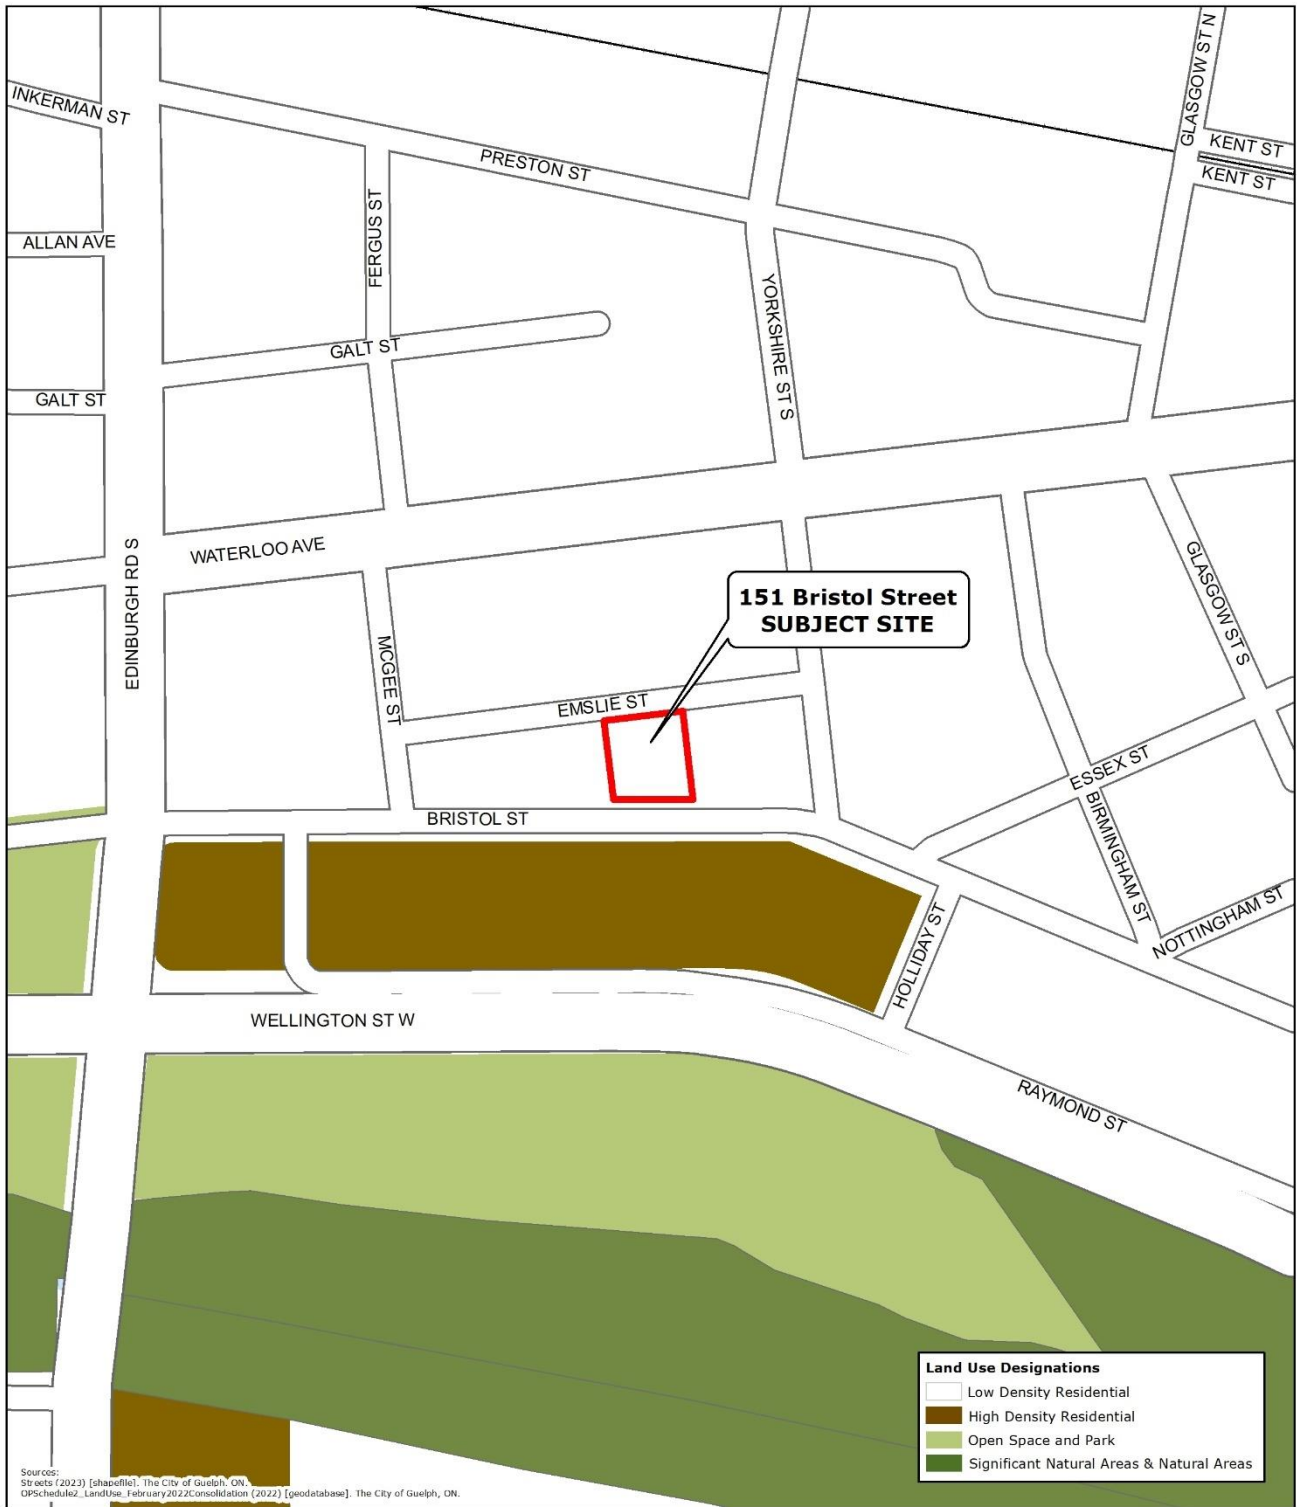 GLASGOW ST N
INKERMAN ST
KENT ST
PRESTON ST
KENT ST
FERGUS ST
ALLAN AVE
YORKSHIRE ST S
GALT ST
GALT ST
WATERLOO AVE
EDINBURGH RD S
GLASGOW ST S
151 Bristol Street
SUBJECT SITE
MCGEE ST
EMSLIE ST
ESSEX ST
BRISTOL ST
BIRMINGHAM ST
NOTTINGHAM ST
HOLLIDAY ST
WELLINGTON ST W
RAYMOND ST
Land Use Designations
Low Density Residential
High Density Residential
Open Space and Park
Significant Natural Areas & Natural Areas
Sources:
Streets (2023) [shapefile]. The City of Guelph, ON.
OPSchedule2_LandUse_February2022Consolidation (2022) [geodatabase]. The City of Guelph, ON.